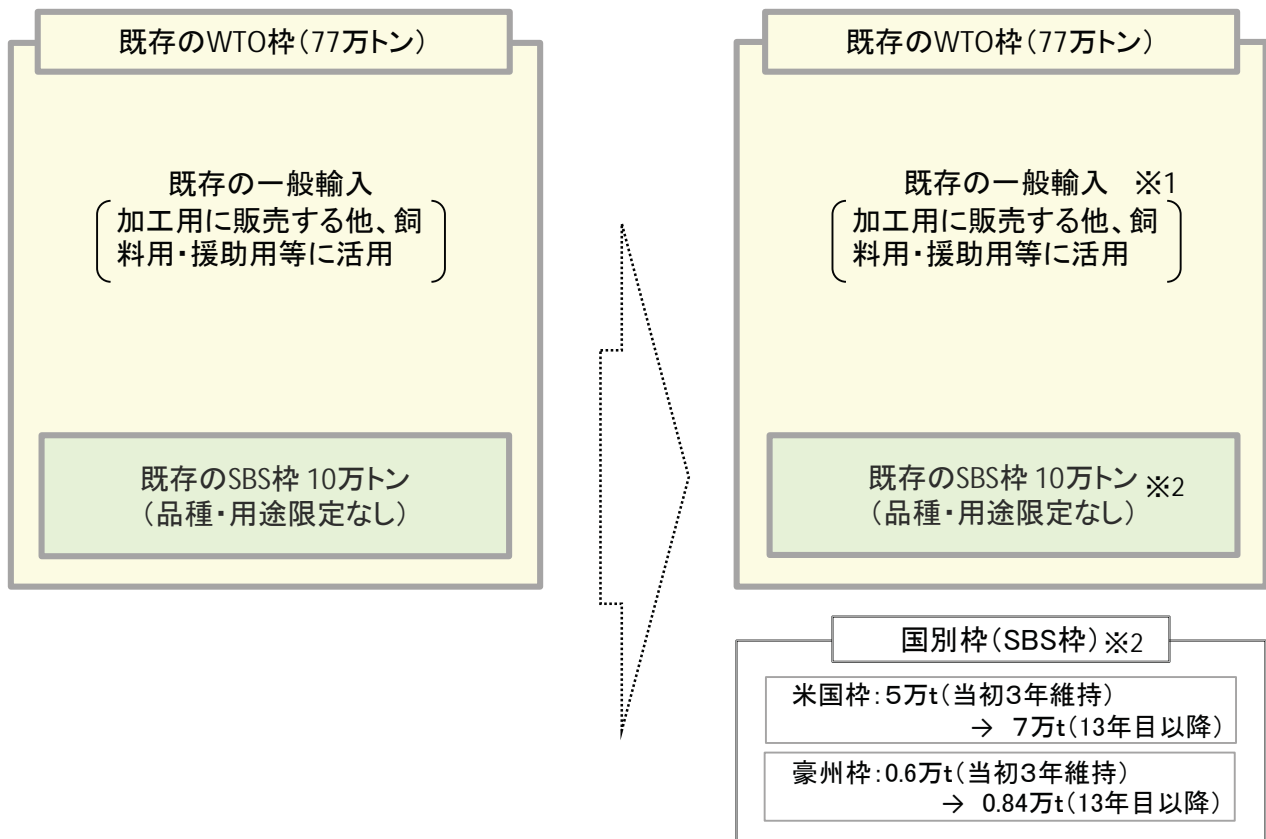 既存のWTO枠(77万トン)
既存の一般輸入
加工用に販売する他、飼
料用・援助用等に活用
既存のSBS枠 10万トン
(品種・用途限定なし)
既存のWTO枠(77万トン)
既存の一般輸入 ※1
加工用に販売する他、飼
料用・援助用等に活用
既存のSBS枠 10万トン ※2
(品種・用途限定なし)
国別枠(SBS枠)※2
米国枠:5万t(当初3年維持)
→ 7万t(13年目以降)
豪州枠:0.6万t(当初3年維持)
→ 0.84万t(13年目以降)